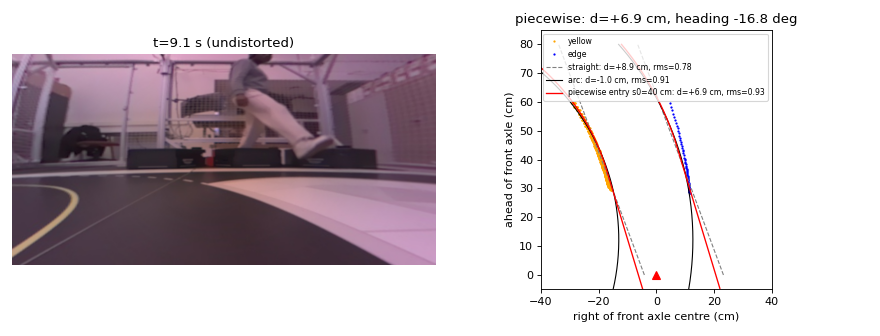 t=9.1 s (undistorted)
piecewise: d=+6.9 cm, heading -16.8 deg
yellow
edge
straight: d=+8.9 cm, rms=0.78
arc: d=-1.0 cm, rms=0.91
piecewise entry s0=40 cm: d=+6.9 cm, rms=0.93
ahead of front axle (cm)
80
70
60
50
40
30
20
10
0
−40
−20
0
20
40
right of front axle centre (cm)